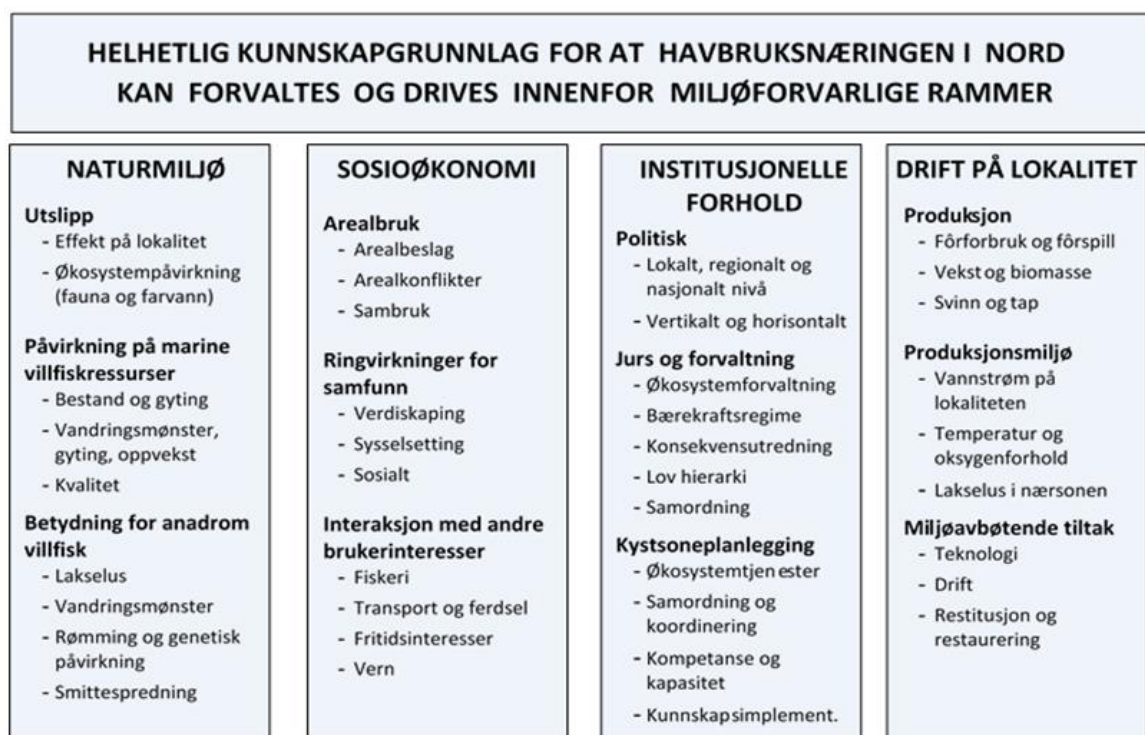 HELHETLIG KUNNSKAPGRUNNLAG FOR AT HAVBRUKSNÆRINGEN I NORD
KAN FORVALTES OG DRIVES INNENFOR MILJØFORVARLIGE RAMMER
NATURMILJØ
Utslipp
- Effekt på lokalitet
- Økosystempåvirkning
(fauna og farvann)
Påvirkning på marine
villfiskressurser
- Bestand og gyting
- Vandringsmønster,
gyting, oppvekst
- Kvalitet
Betydning for anadrom
villfisk
- Lakselus
- Vandringsmønster
- Rømming og genetisk
påvirkning
- Smittespredning
SOSIOØKONOMI
Arealbruk
- Arealbeslag
- Arealkonflikter
- Sambruk
Ringvirkninger for
samfunn
- Verdiskaping
- Sysselsetting
- Sosialt
Interaksjon med andre
brukerinteresser
- Fiskeri
- Transport og ferdsel
- Fritidsinteresser
- Vern
INSTITUSJONELLE
FORHOLD
Politisk
- Lokalt, regionalt og
nasjonalt nivå
- Vertikalt og horisontalt
Jurs og forvaltning
- Økosystemforvaltning
- Bærekraftsregime
- Konsekvensutredning
- Lov hierarki
- Samordning
Kystsoneplanlegging
- Økosystemtjen ester
- Samordning og
koordinering
- Kompetanse og
kapasitet
- Kunnskapsimplement.
DRIFT PÅ LOKALITET
Produksjon
- Fôrforbruk og fôrspill
- Vekst og biomasse
- Svinn og tap
Produksjonsmiljø
- Vannstrøm på
lokaliteten
- Temperatur og
oksygenforhold
- Lakselus i nærsonen
Miljøavbøtende tiltak
- Teknologi
- Drift
- Restitusjon og
restaurering